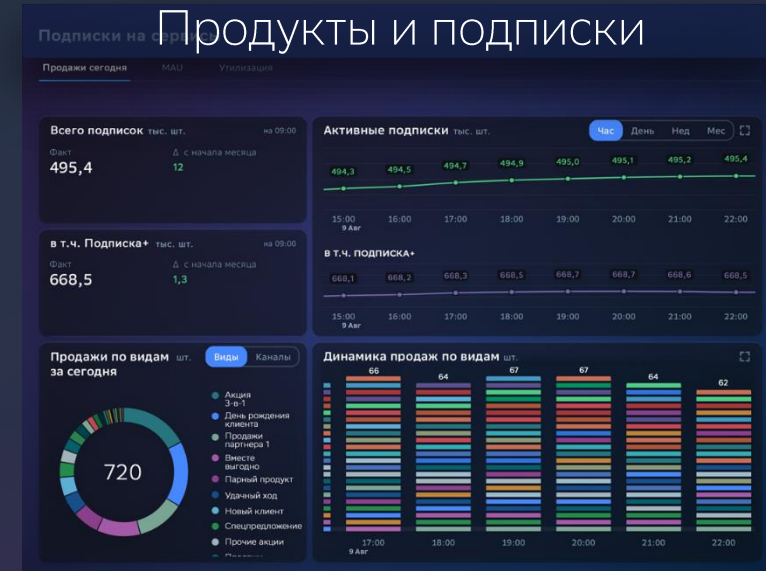 Продукты и подписки
Подписки на сервисы
Продажи сегодня MAU Утилизация
Всего подписок тыс. шт. на 09:00
Факт Δ с начала месяца
495,4 12
Активные подписки тыс. шт. Час День Нед Мес
494,3 494,5 494,7 494,9 495,0 495,1 495,2 495,4
15:00 16:00 17:00 18:00 19:00 20:00 21:00 22:00
9 Авг
в т.ч. Подписка+ тыс. шт. на 09:00
Факт Δ с начала месяца
668,5 1,3
В Т.Ч. ПОДПИСКА+
668,1 668,2 668,3 668,5 668,7 668,7 668,6 668,5
15:00 16:00 17:00 18:00 19:00 20:00 21:00 22:00
9 Авг
Продажи по видам шт. Виды Каналы
за сегодня
720
Акция
3-в-1
День рождения
клиента
Продажи
партнера 1
Вместе
выгодно
Парный продукт
Удачный ход
Новый клиент
Спецпредложение
Прочие акции
Динамика продаж по видам шт.
66 64 67 67 64 62
17:00 18:00 19:00 20:00 21:00 22:00
9 Авг